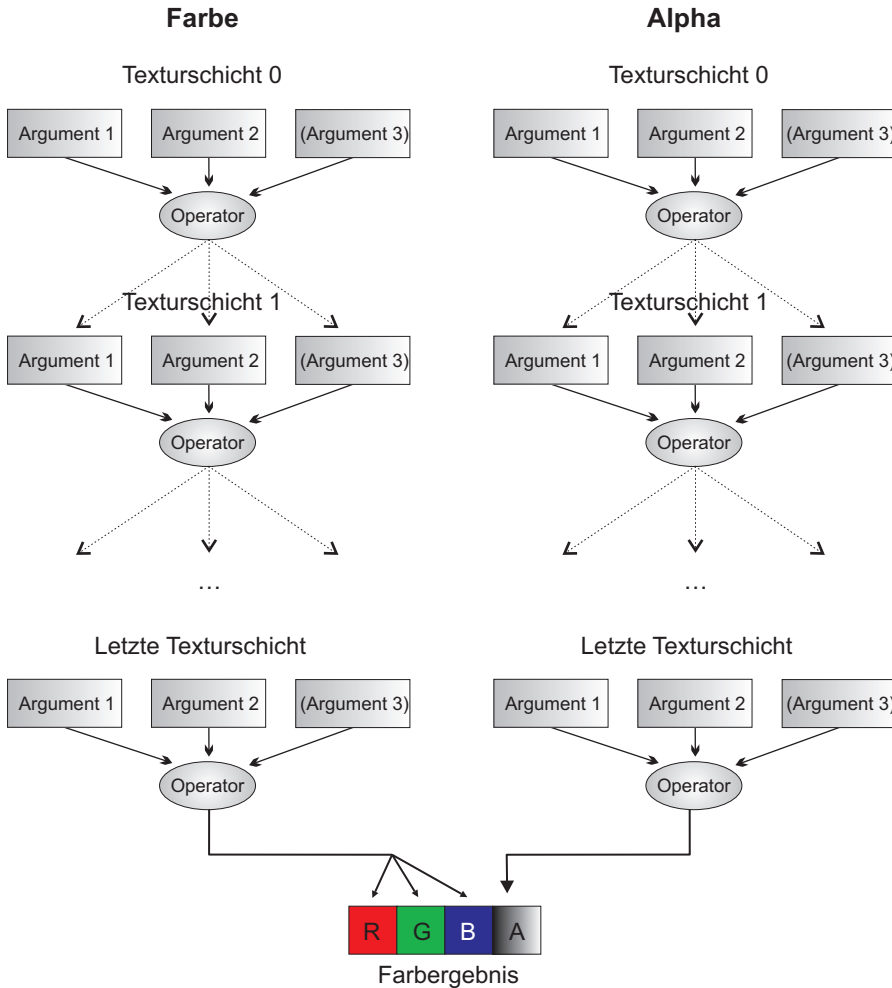 Farbe
Alpha
Texturschicht 0
Texturschicht 0
Argument 1
Argument 2
(Argument 3)
Argument 1
Argument 2
(Argument 3)
Operator
Operator
Texturschicht 1
Texturschicht 1
Argument 1
Argument 2
(Argument 3)
Argument 1
Argument 2
(Argument 3)
Operator
Operator
...
...
Letzte Texturschicht
Letzte Texturschicht
Argument 1
Argument 2
(Argument 3)
Argument 1
Argument 2
(Argument 3)
Operator
Operator
R G B A
Farbergebnis